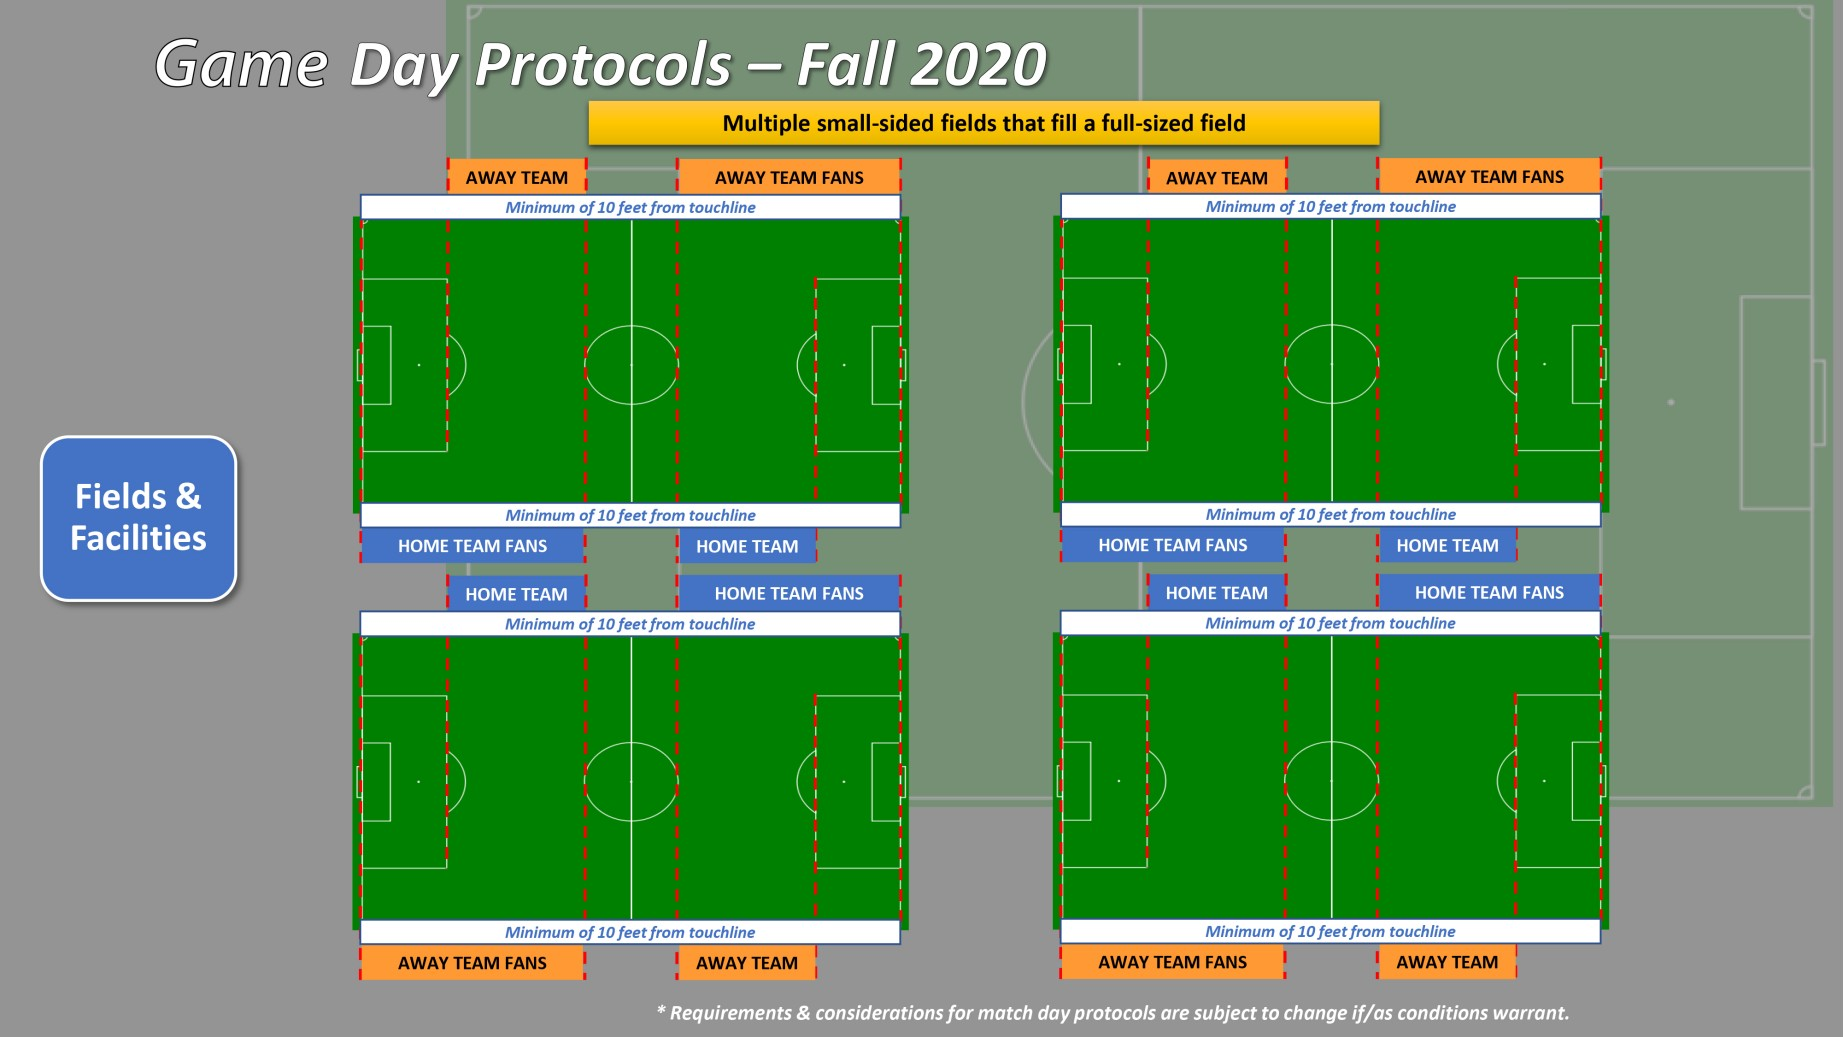 Game Day Protocols – Fall 2020
Multiple small-sided fields that fill a full-sized field
AWAY TEAM
AWAY TEAM FANS
Minimum of 10 feet from touchline
Minimum of 10 feet from touchline
HOME TEAM FANS
HOME TEAM
AWAY TEAM
AWAY TEAM FANS
Minimum of 10 feet from touchline
Minimum of 10 feet from touchline
HOME TEAM FANS
HOME TEAM
Fields &
Facilities
HOME TEAM
HOME TEAM FANS
Minimum of 10 feet from touchline
Minimum of 10 feet from touchline
AWAY TEAM FANS
AWAY TEAM
HOME TEAM
HOME TEAM FANS
Minimum of 10 feet from touchline
Minimum of 10 feet from touchline
AWAY TEAM FANS
AWAY TEAM
* Requirements & considerations for match day protocols are subject to change if/as conditions warrant.